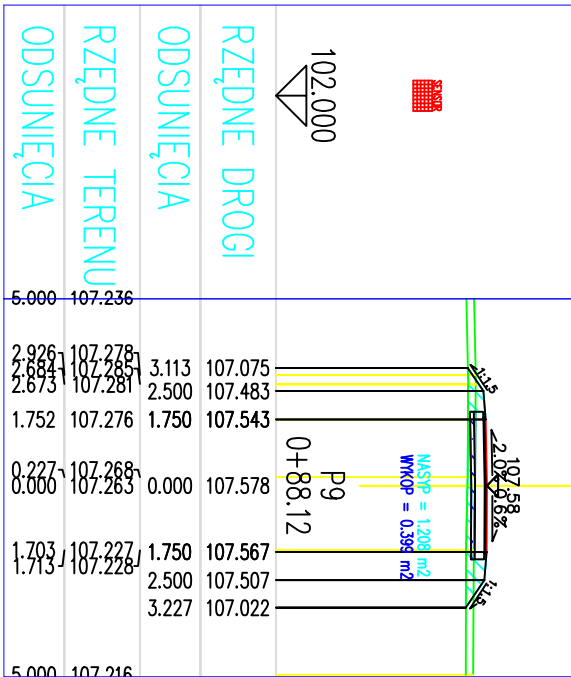 SENSOR
102.000
RZĘDNE DROGI
ODSUNIĘCIA
RZĘDNE TERENU
ODSUNIĘCIA
5.000 107.236
2.926 107.278
2.684 107.285 3.113 107.075
2.673 107.281 2.500 107.483
1.752 107.276 1.750 107.543
0.227 107.268
0.000 107.263 0.000 107.578
1.703 107.227 1.750 107.567
1.713 107.228
2.500 107.507
3.227 107.022
5.000 107.216
P9
0+88.12
NASYP = 1.208 m2
WYKOP = 0.399 m2
107.58
2.0% 0.6%
1:1.5
1:1.5